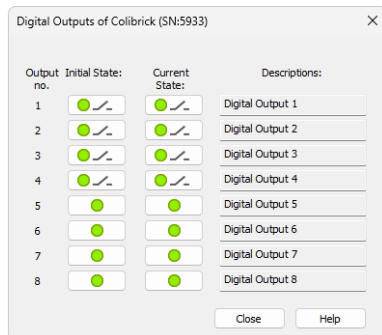 Digital Outputs of Colibrick (SN:5933)
Output no. Initial State: Current State: Descriptions:
1 Digital Output 1
2 Digital Output 2
3 Digital Output 3
4 Digital Output 4
5 Digital Output 5
6 Digital Output 6
7 Digital Output 7
8 Digital Output 8
Close Help